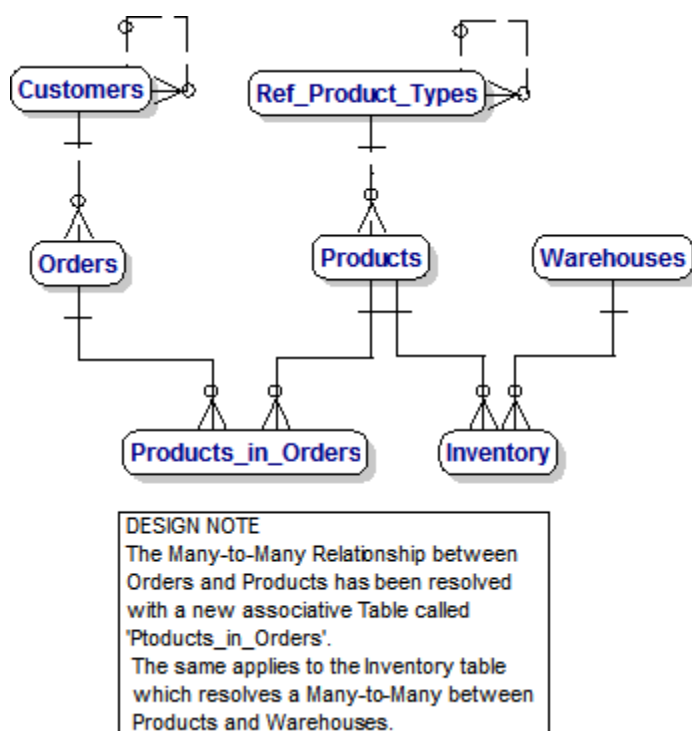 Customers
Ref_Product_Types
Orders
Products
Warehouses
Products_in_Orders
Inventory
DESIGN NOTE
The Many-to-Many Relationship between
Orders and Products has been resolved
with a new associative Table called
'Ptoducts_in_Orders'.
The same applies to the Inventory table
which resolves a Many-to-Many between
Products and Warehouses.